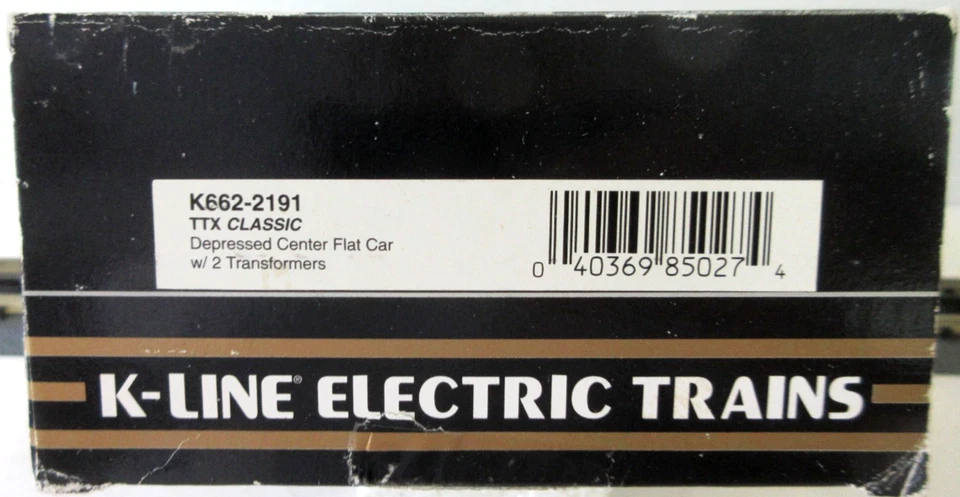 K662-2191
TTX CLASSIC
Depressed Center Flat Car
w/ 2 Transformers
0 40369 85027 4
K-LINE® ELECTRIC TRAINS